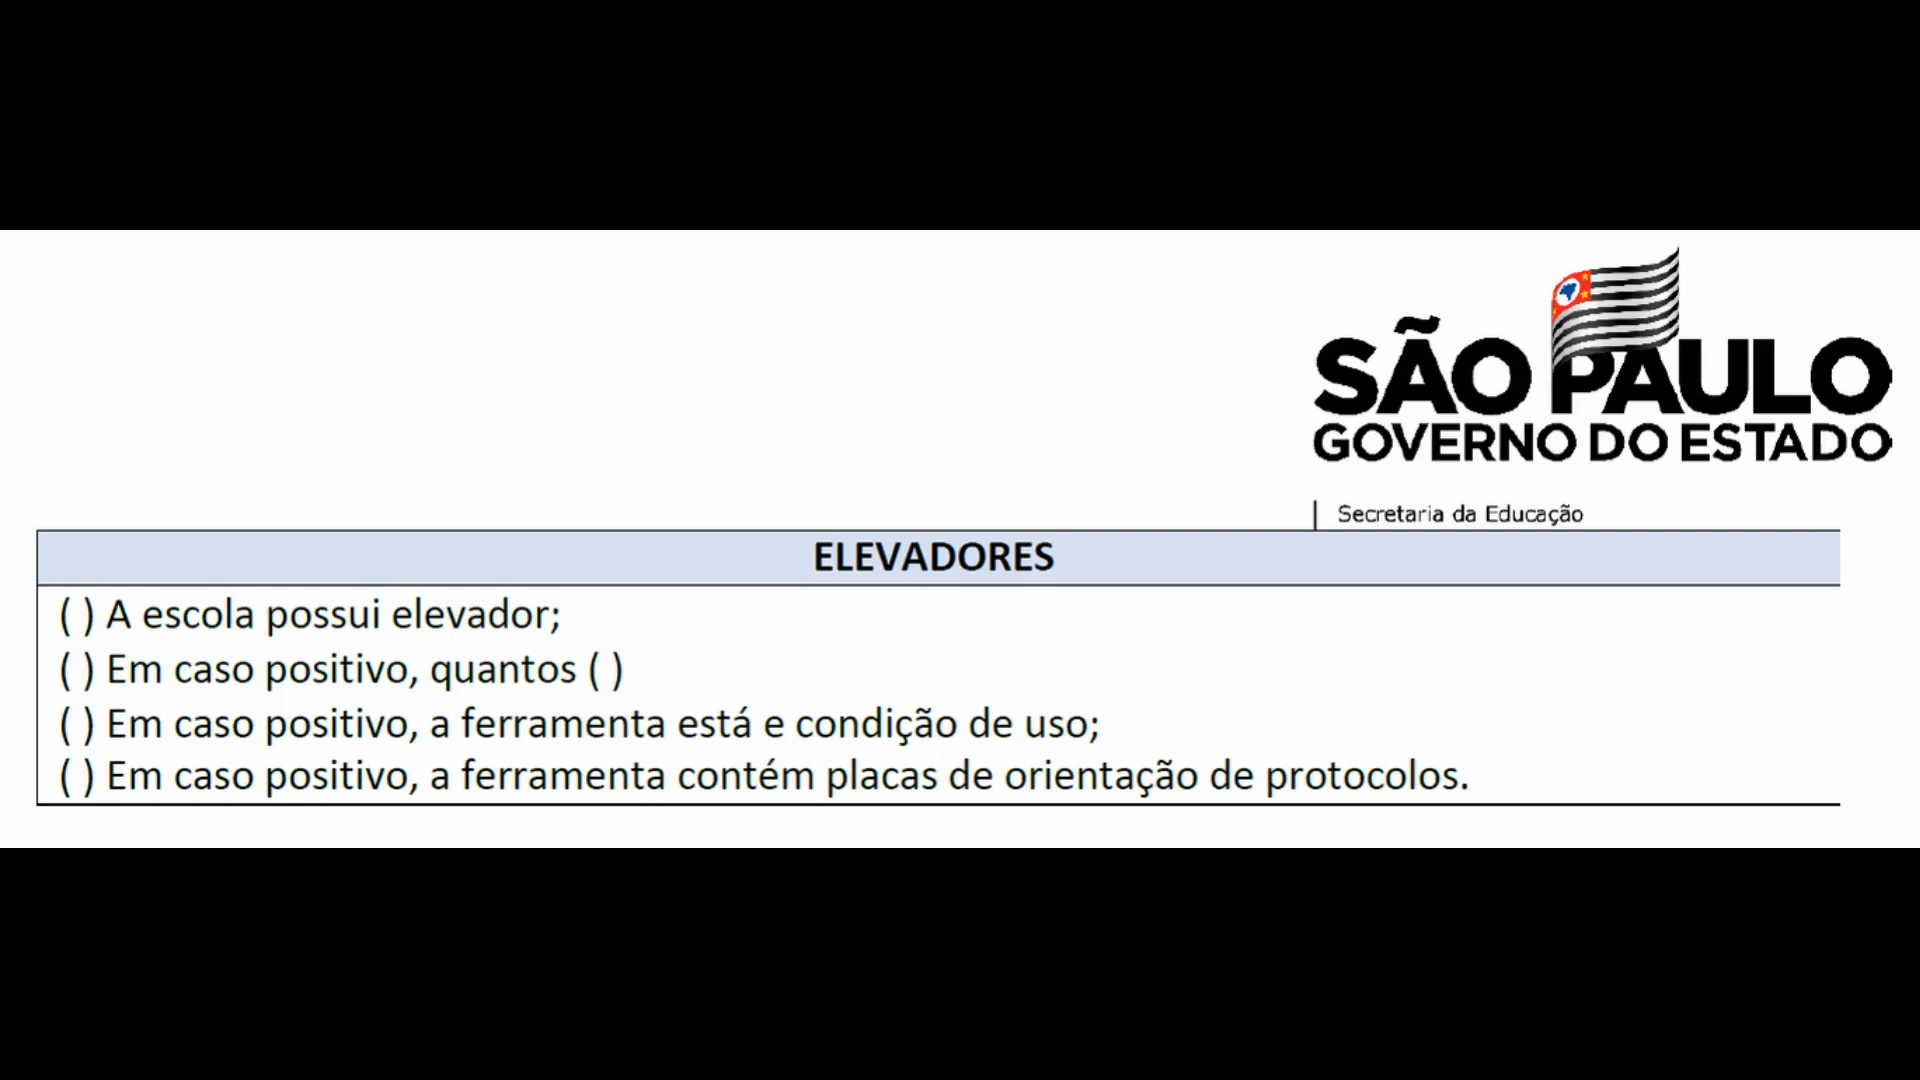 SÃO PAULO
GOVERNO DO ESTADO
Secretaria da Educação
ELEVADORES
( ) A escola possui elevador;
( ) Em caso positivo, quantos ( )
( ) Em caso positivo, a ferramenta está e condição de uso;
( ) Em caso positivo, a ferramenta contém placas de orientação de protocolos.